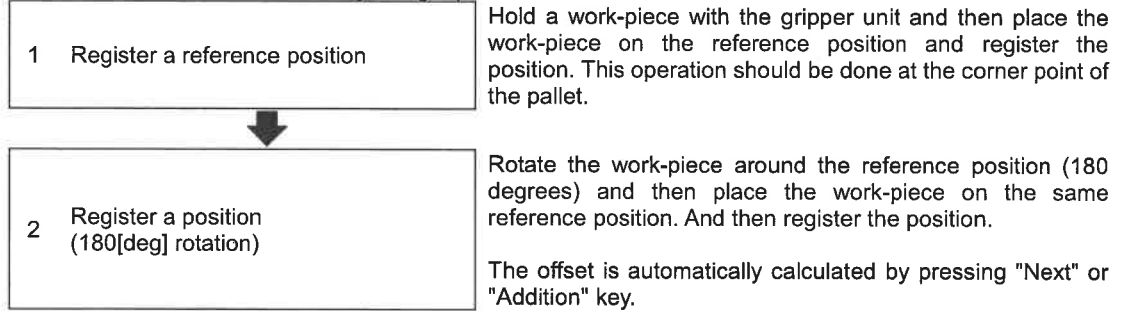 1 Register a reference position
Hold a work-piece with the gripper unit and then place the
work-piece on the reference position and register the
position. This operation should be done at the corner point of
the pallet.
2 Register a position
(180[deg] rotation)
Rotate the work-piece around the reference position (180
degrees) and then place the work-piece on the same
reference position. And then register the position.
The offset is automatically calculated by pressing "Next" or
"Addition" key.